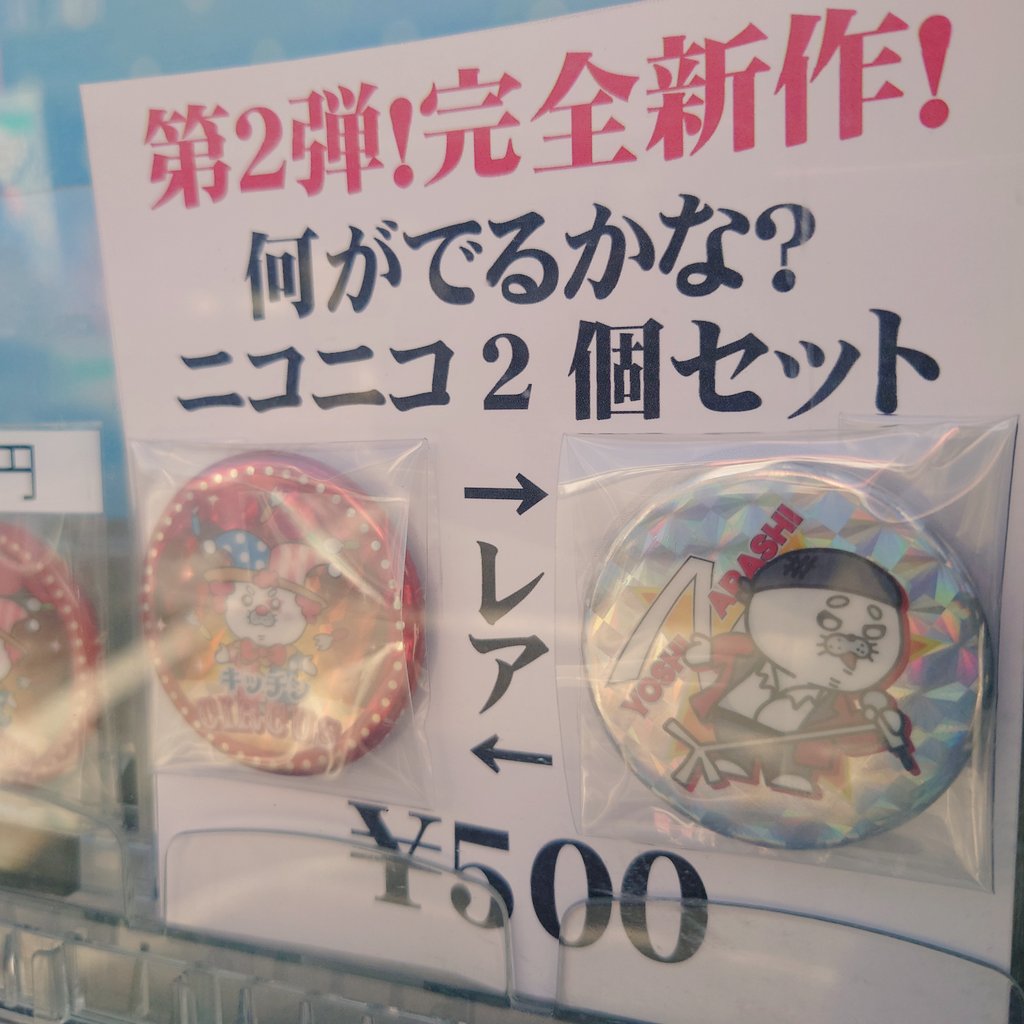 第2弾!完全新作!
何がでるかな?
ニコニコ2個セット
→
レア
←
キッチン
CIRCUS
YOSHI
ARASHI
¥500
円